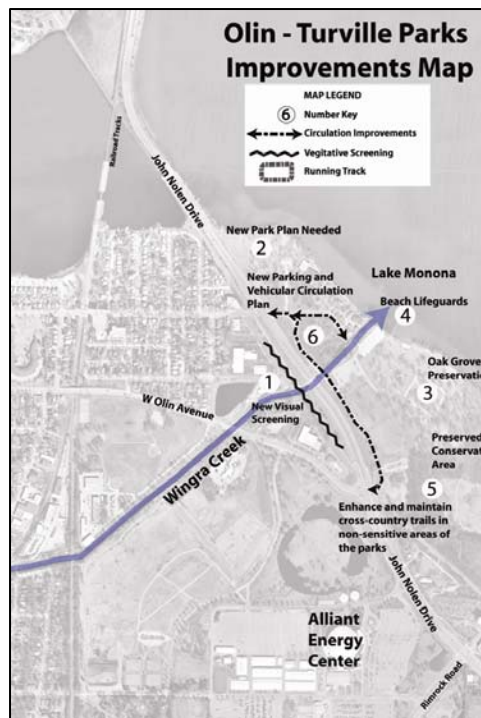 Olin - Turville Parks
Improvements Map
MAP LEGEND
6 Number Key
Circulation Improvements
Vegitative Screening
Running Track
Railroad Tracks
John Nolen Drive
New Park Plan Needed
2
New Parking and
Vehicular Circulation
Plan
Lake Monona
Beach Lifeguards
4
6
Oak Grove
Preservatio
3
1
New Visual
Screening
W Olin Avenue
Wingra Creek
Preserved
Conservat
Area
5
Enhance and maintain
cross-country trails in
non-sensitive areas of
the parks
John Nolen Drive
Alliant
Energy
Center
Rimrock Road